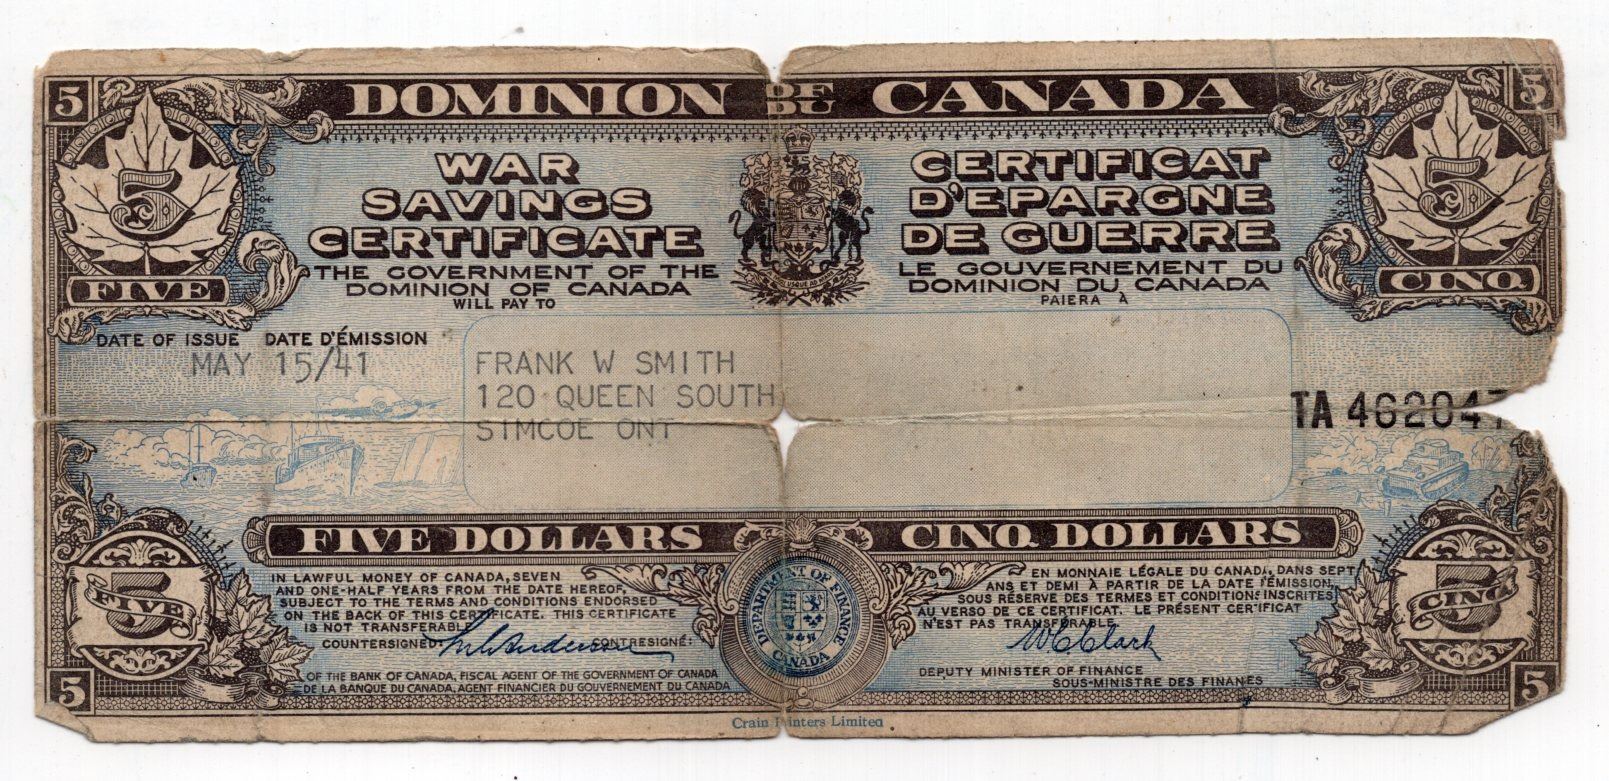 5 DOMINION OF DU CANADA 5
5 5
FIVE CINQ
WAR
SAVINGS
CERTIFICATE
THE GOVERNMENT OF THE
DOMINION OF CANADA
WILL PAY TO
CERTIFICAT
D'EPARGNE
DE GUERRE
LE GOUVERNEMENT DU
DOMINION DU CANADA
PAIERA À
DATE OF ISSUE DATE D'ÉMISSION
MAY 15/41
FRANK W SMITH
120 QUEEN SOUTH
SIMCOE ONT
TA 462047
FIVE DOLLARS CINQ DOLLARS
5 FIVE
5 CINQ
IN LAWFUL MONEY OF CANADA, SEVEN
AND ONE-HALF YEARS FROM THE DATE HEREOF,
SUBJECT TO THE TERMS AND CONDITIONS ENDORSED
ON THE BACK OF THIS CERTIFICATE. THIS CERTIFICATE
IS NOT TRANSFERABLE
COUNTERSIGNED CONTRESIGNÉ:
OF THE BANK OF CANADA, FISCAL AGENT OF THE GOVERNMENT OF CANADA
DE LA BANQUE DU CANADA, AGENT FINANCIER DU GOUVERNEMENT DU CANADA
DEPARTMENT OF FINANCE
CANADA
EN MONNAIE LÉGALE DU CANADA, DANS SEPT
ANS ET DEMI À PARTIR DE LA DATE D'ÉMISSION,
SOUS RÉSERVE DES TERMES ET CONDITIONS INSCRITES
AU VERSO DE CE CERTIFICAT. LE PRÉSENT CERTIFICAT
N'EST PAS TRANSFÉRABLE
W C Clark
DEPUTY MINISTER OF FINANCE
SOUS-MINISTRE DES FINANCES
5 5
Crain Printers Limited